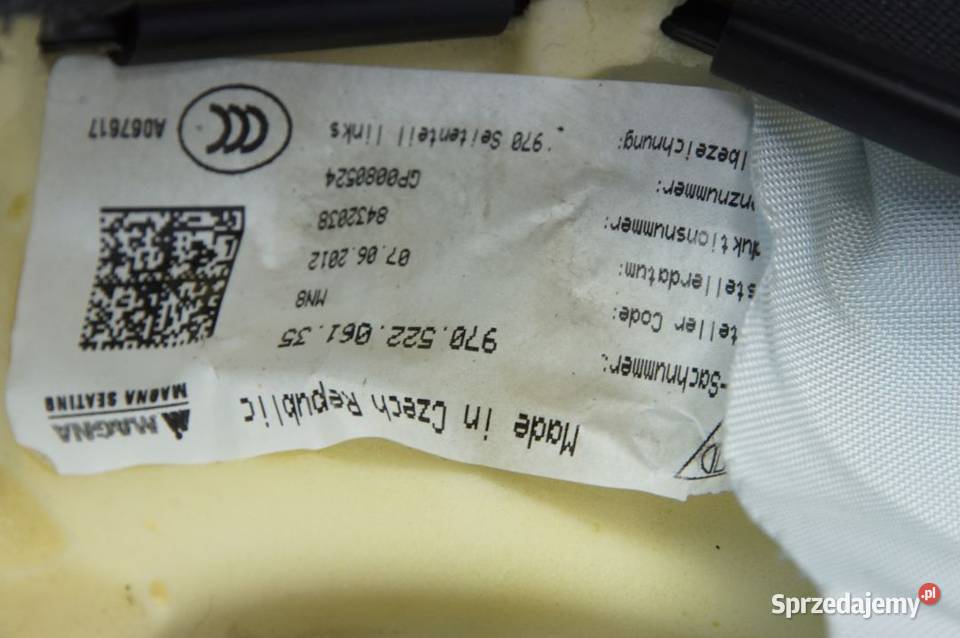 Made in Czech Republic
MAGNA
MAGNA SEATING
-Sachnummer: 970.522.061.35
teller Code: MN8
stellerdatum: 07.06.2012
duktionsnummer: 8432038
nznummer: GP0080524
lbezeichnung: 970 Seitenteil links
CCC
A067617
Sprzedajemy.pl